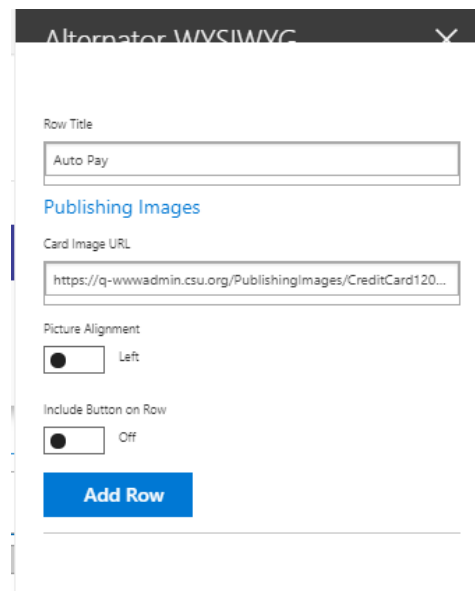 Alternator WYSIWYG
Row Title
Auto Pay
Publishing Images
Card Image URL
https://q-wwwadmin.csu.org/PublishingImages/CreditCard120...
Picture Alignment
Left
Include Button on Row
Off
Add Row